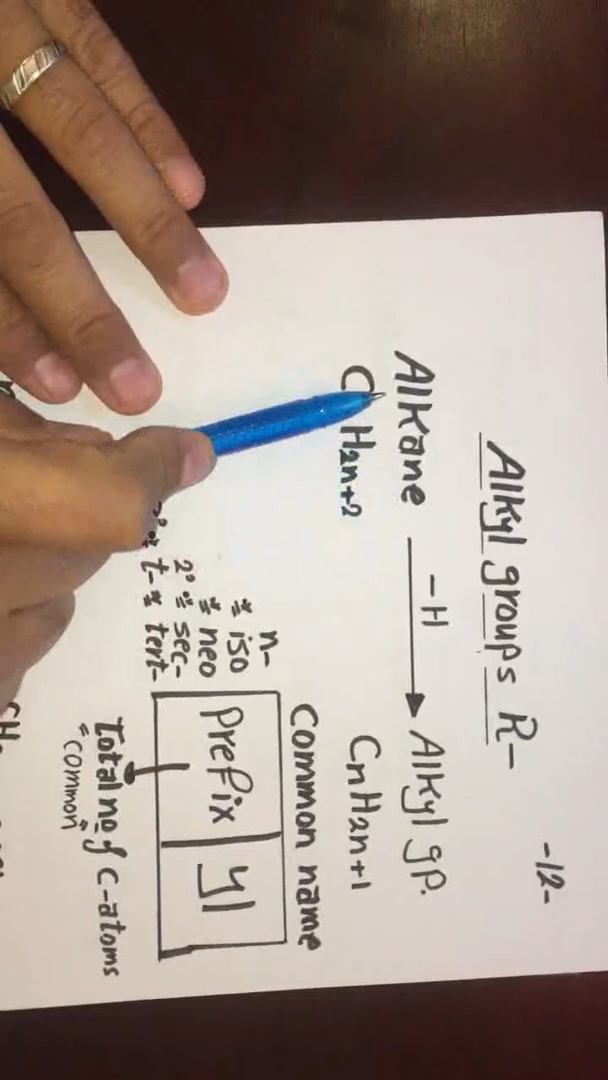 -12-
Alkyl groups R-
Alkane -H Alkyl gp.
C H2n+2 CnH2n+1
Common name
n-
iso
neo
2° sec-
t- tert-
Prefix yl
Total no of C-atoms
common